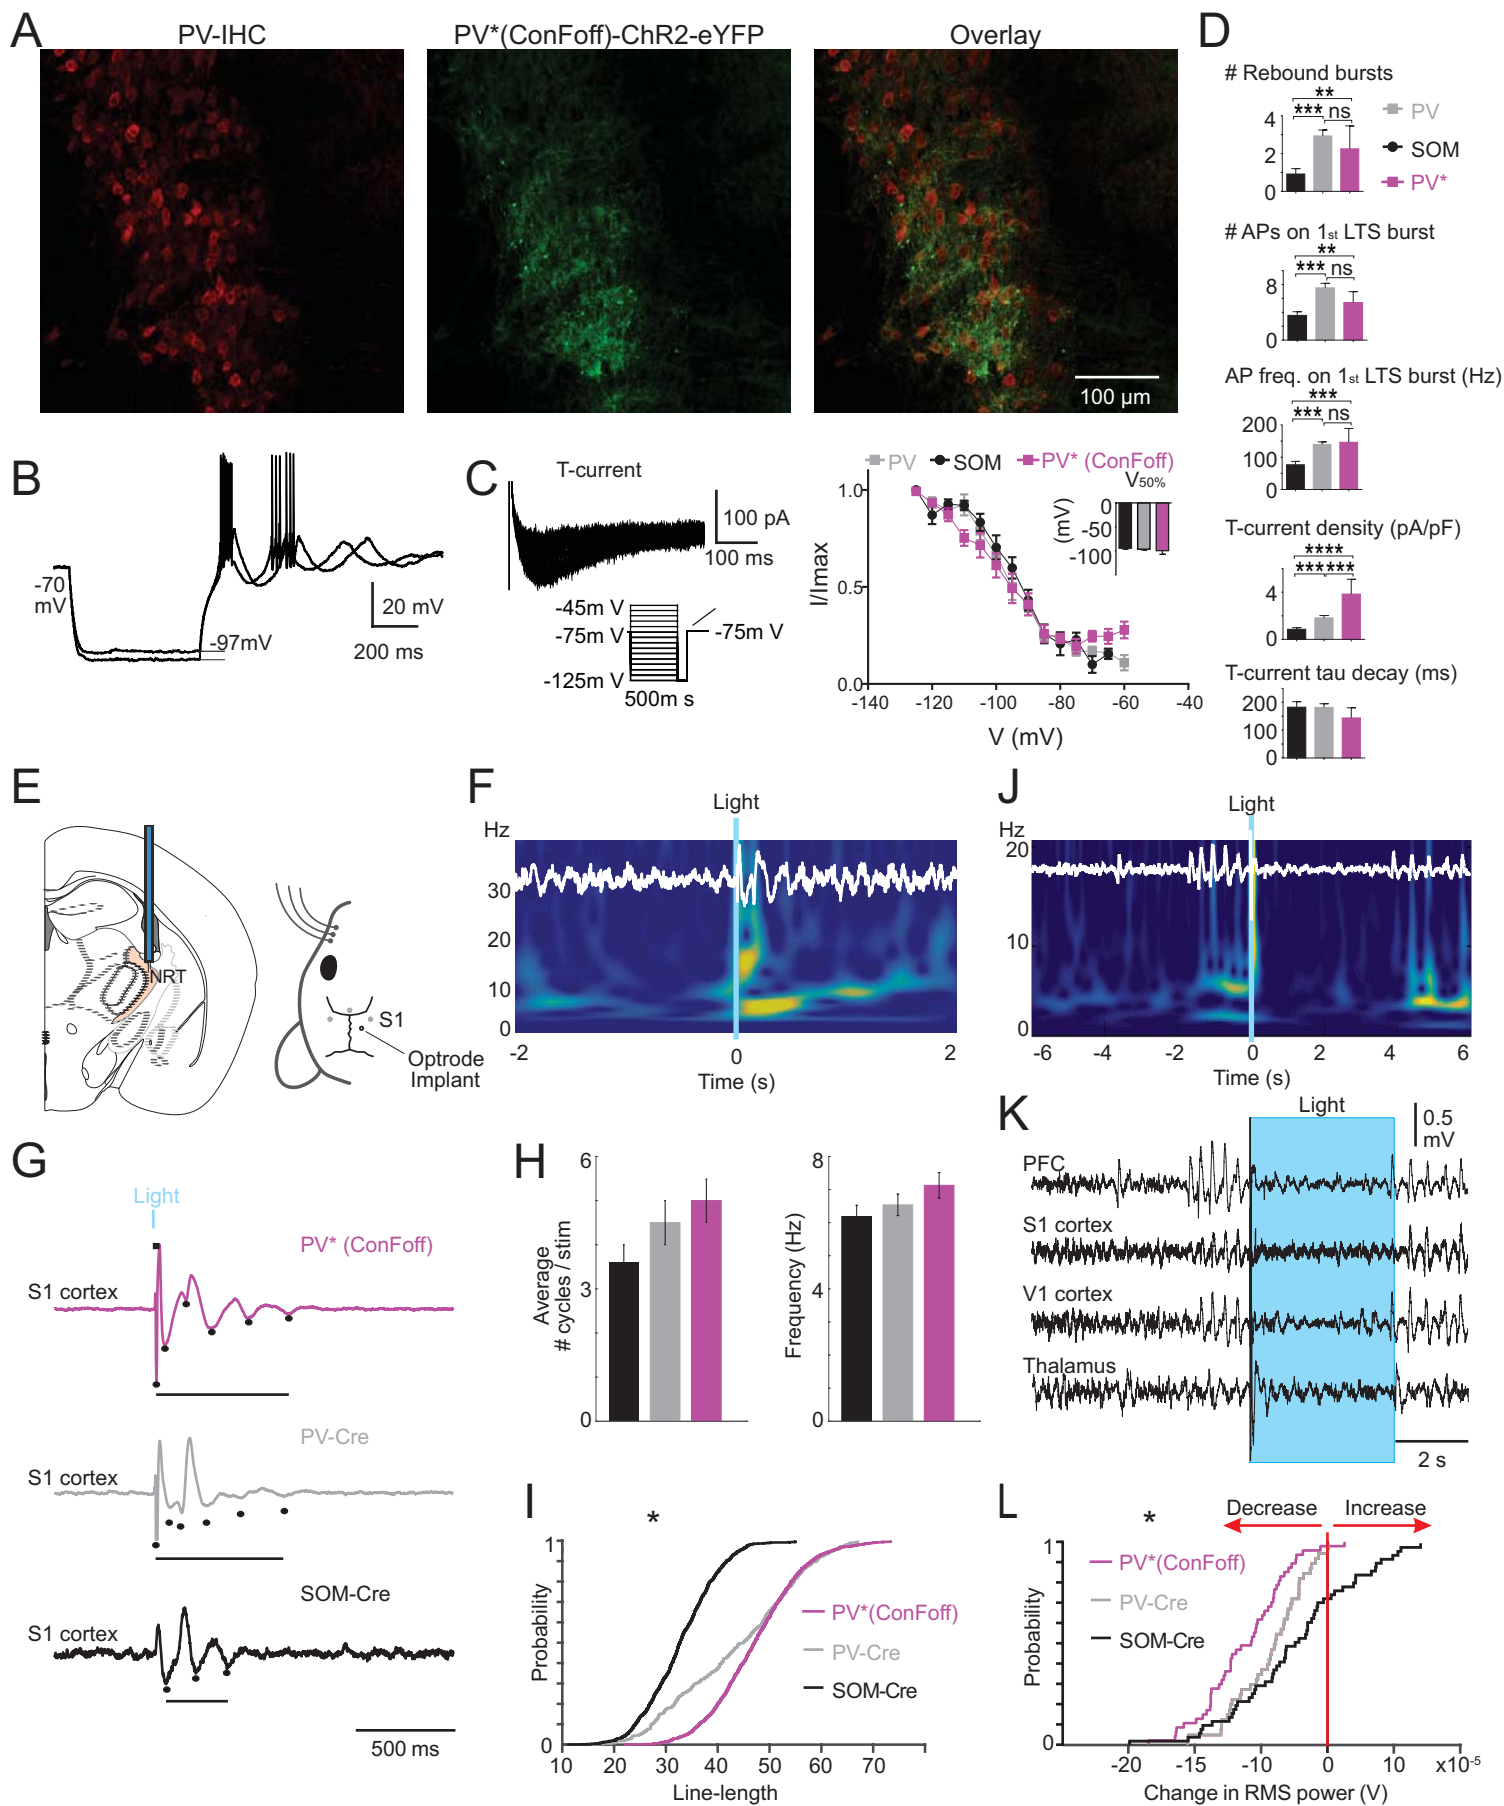 A
PV-IHC
PV*(ConFoff)-ChR2-eYFP
Overlay
100 µm
D
# Rebound bursts
**
*** ns
4
2
0
PV
SOM
PV*
# APs on 1st LTS burst
**
*** ns
8
0
AP freq. on 1st LTS burst (Hz)
***
*** ns
200
100
0
T-current density (pA/pF)
****
******
4
2
0
T-current tau decay (ms)
200
100
0
B
-70
mV
-97mV
20 mV
200 ms
C
T-current
100 pA
100 ms
-45m V
-75m V
-125m V
-75m V
500m s
PV SOM PV* (ConFoff)
V50%
(mV)
0
-50
-100
I/Imax
1.0
0.5
0.0
-140 -120 -100 -80 -60 -40
V (mV)
E
NRT
S1
Optrode
Implant
F
Light
Hz
30
20
10
0
-2 0 2
Time (s)
J
Light
Hz
20
10
0
-6 -4 -2 0 2 4 6
Time (s)
G
Light
PV* (ConFoff)
S1 cortex
PV-Cre
S1 cortex
SOM-Cre
S1 cortex
500 ms
H
Average
# cycles / stim
6
3
0
Frequency (Hz)
8
4
0
K
Light
0.5
mV
PFC
S1 cortex
V1 cortex
Thalamus
2 s
I
*
Probability
1
0
PV*(ConFoff)
PV-Cre
SOM-Cre
10 20 30 40 50 60 70
Line-length
L
*
Decrease Increase
Probability
1
0
PV*(ConFoff)
PV-Cre
SOM-Cre
-20 -15 -10 0 10 x10-5
Change in RMS power (V)